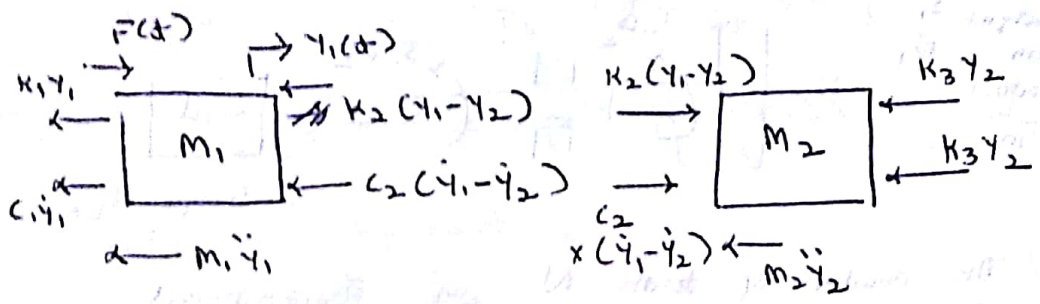 F(t)
y₁(t)
K₁y₁
K₂(y₁-y₂)
M₁
C₁ẏ₁
C₂(ẏ₁-ẏ₂)
m₁ÿ₁
K₂(y₁-y₂)
K₃y₂
M₂
K₃y₂
C₂
×(ẏ₁-ẏ₂)
m₂ÿ₂